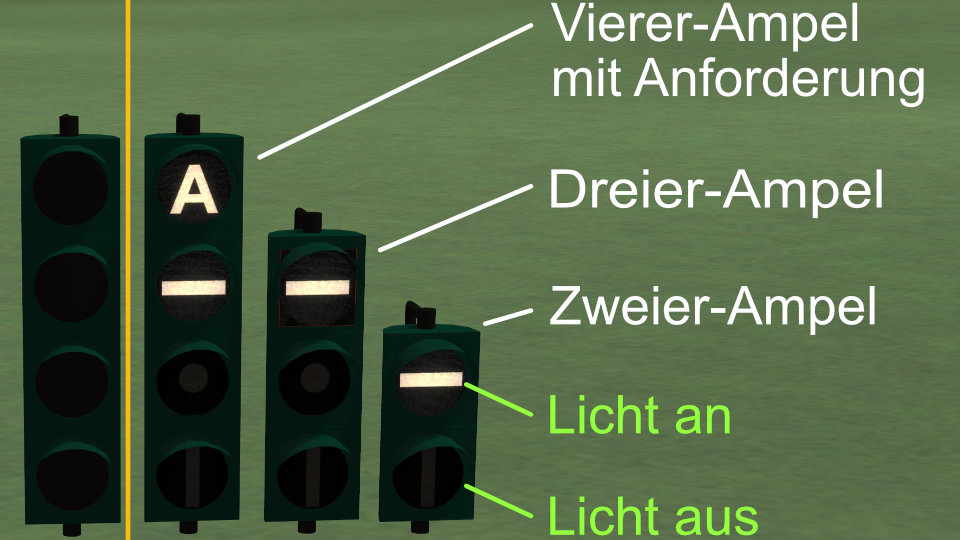 Vierer-Ampel
mit Anforderung
A
Dreier-Ampel
Zweier-Ampel
Licht an
Licht aus